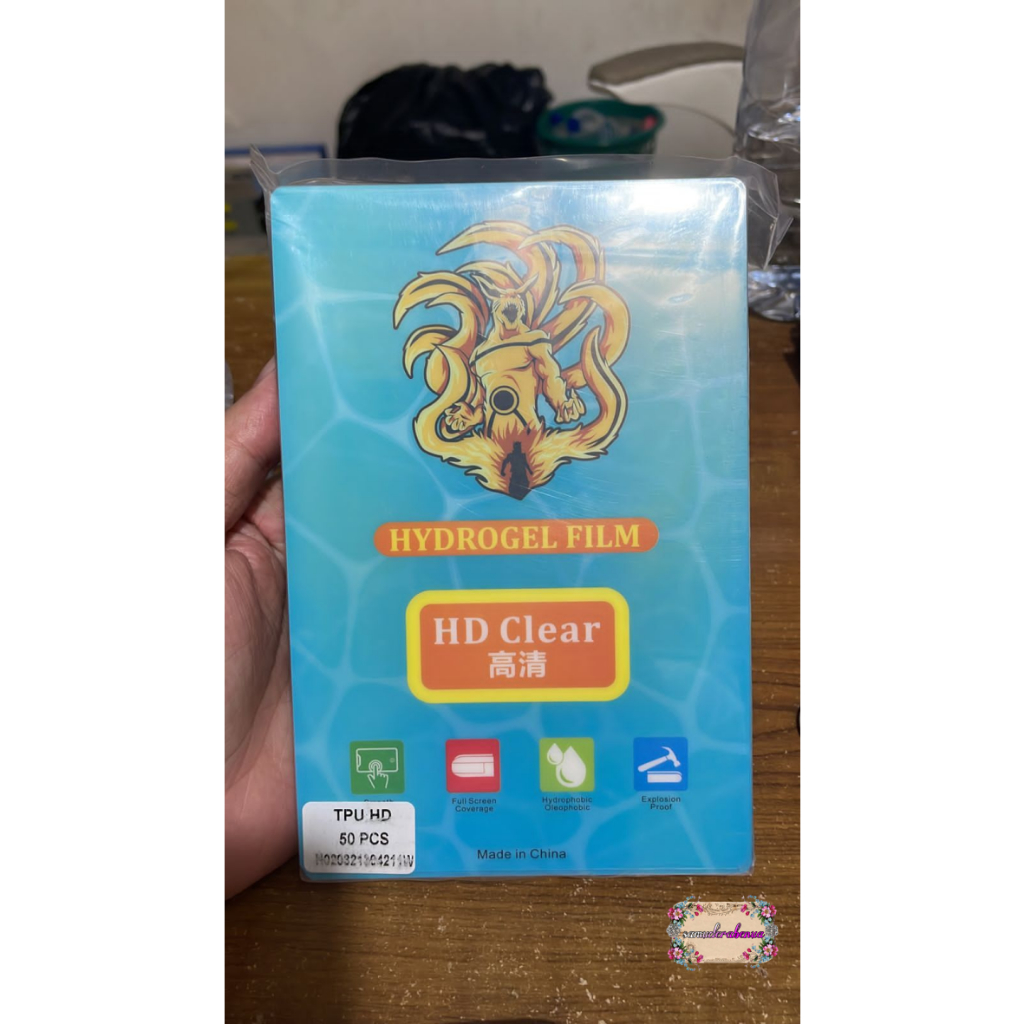 HYDROGEL FILM
HD Clear
高清
Smooth
Full Screen
Coverage
Hydrophobic
Oleophobic
Explosion
Proof
TPU HD
50 PCS
Made in China